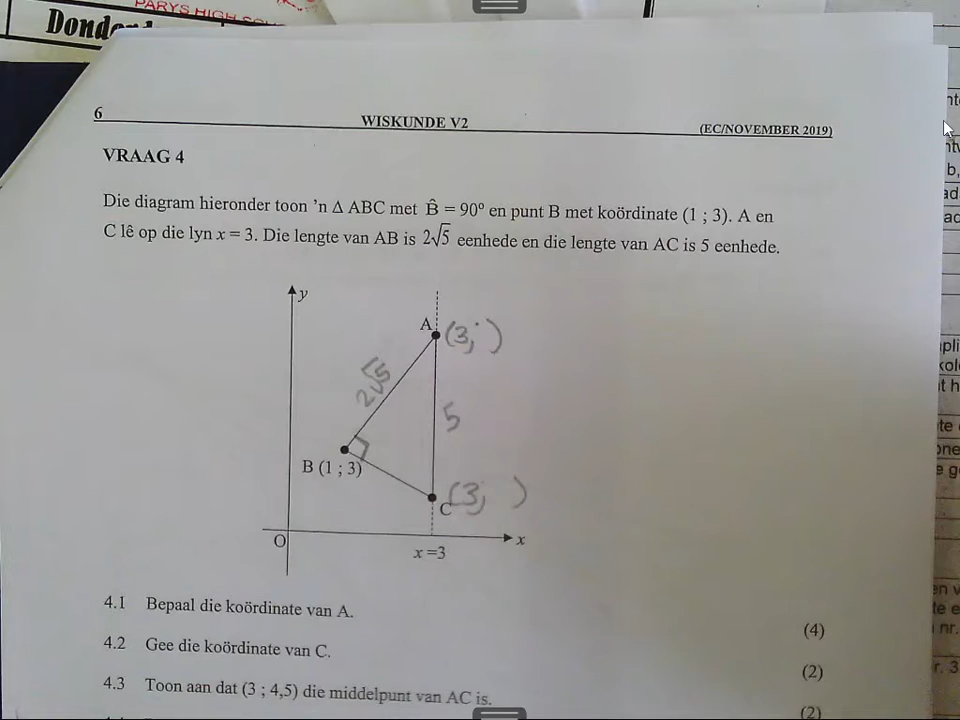 PARYS HIGH
6
WISKUNDE V2
(EC/NOVEMBER 2019)
VRAAG 4
Die diagram hieronder toon ’n Δ ABC met B̂ = 90º en punt B met koördinate (1 ; 3). A en
C lê op die lyn x = 3. Die lengte van AB is 2√5 eenhede en die lengte van AC is 5 eenhede.
y
A (3; )
2√5
5
B (1 ; 3)
C (3; )
O
x
x =3
4.1 Bepaal die koördinate van A.
(4)
4.2 Gee die koördinate van C.
(2)
4.3 Toon aan dat (3 ; 4,5) die middelpunt van AC is.
(2)